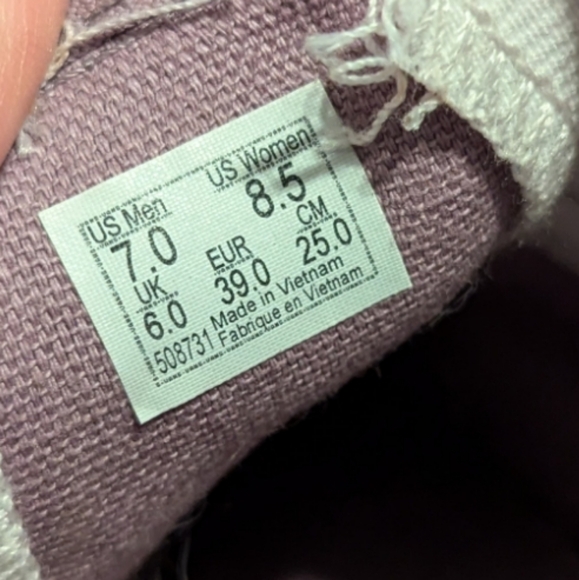 US Men US Women
7.0 8.5
UK EUR CM
6.0 39.0 25.0
508731 Made in Vietnam
Fabrique en Vietnam